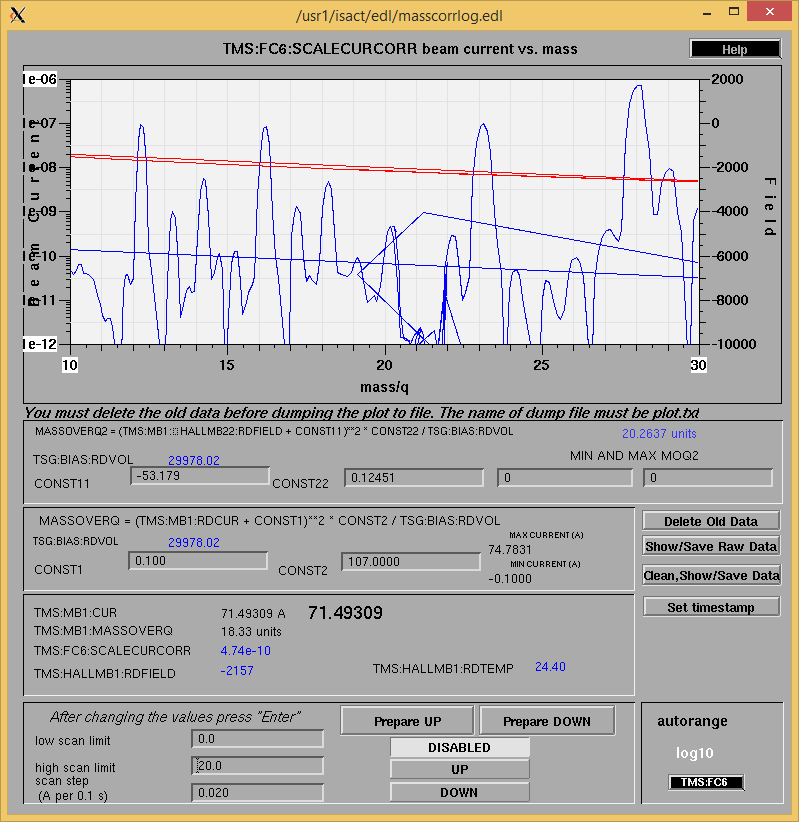 /usr1/isact/edl/masscorrlog.edl
TMS:FC6:SCALECURCORR beam current vs. mass
Help
1e-06
1e-07
1e-08
1e-09
1e-10
1e-11
1e-12
Beam Current
2000
0
-2000
-4000
-6000
-8000
-10000
Field
10 15 20 25 30
mass/q
You must delete the old data before dumping the plot to file. The name of dump file must be plot.txt
MASSOVERQ2 = (TMS:MB1: HALLMB22:RDFIELD + CONST11)**2 * CONST22 / TSG:BIAS:RDVOL
20.2637 units
TSG:BIAS:RDVOL 29978.02
MIN AND MAX MOQ2
CONST11 -53.179 CONST22 0.12451 0 0
MASSOVERQ = (TMS:MB1:RDCUR + CONST1)**2 * CONST2 / TSG:BIAS:RDVOL
TSG:BIAS:RDVOL 29978.02
MAX CURRENT (A)
74.7831
CONST1 0.100 CONST2 107.0000
MIN CURRENT (A)
-0.1000
Delete Old Data
Show/Save Raw Data
Clean,Show/Save Data
Set timestamp
TMS:MB1:CUR 71.49309 A 71.49309
TMS:MB1:MASSOVERQ 18.33 units
TMS:FC6:SCALECURCORR 4.74e-10
TMS:HALLMB1:RDFIELD -2157
TMS:HALLMB1:RDTEMP 24.40
After changing the values press "Enter"
low scan limit 0.0
high scan limit 20.0
scan step
(A per 0.1 s) 0.020
Prepare UP
Prepare DOWN
DISABLED
UP
DOWN
autorange
log10
TMS:FC6